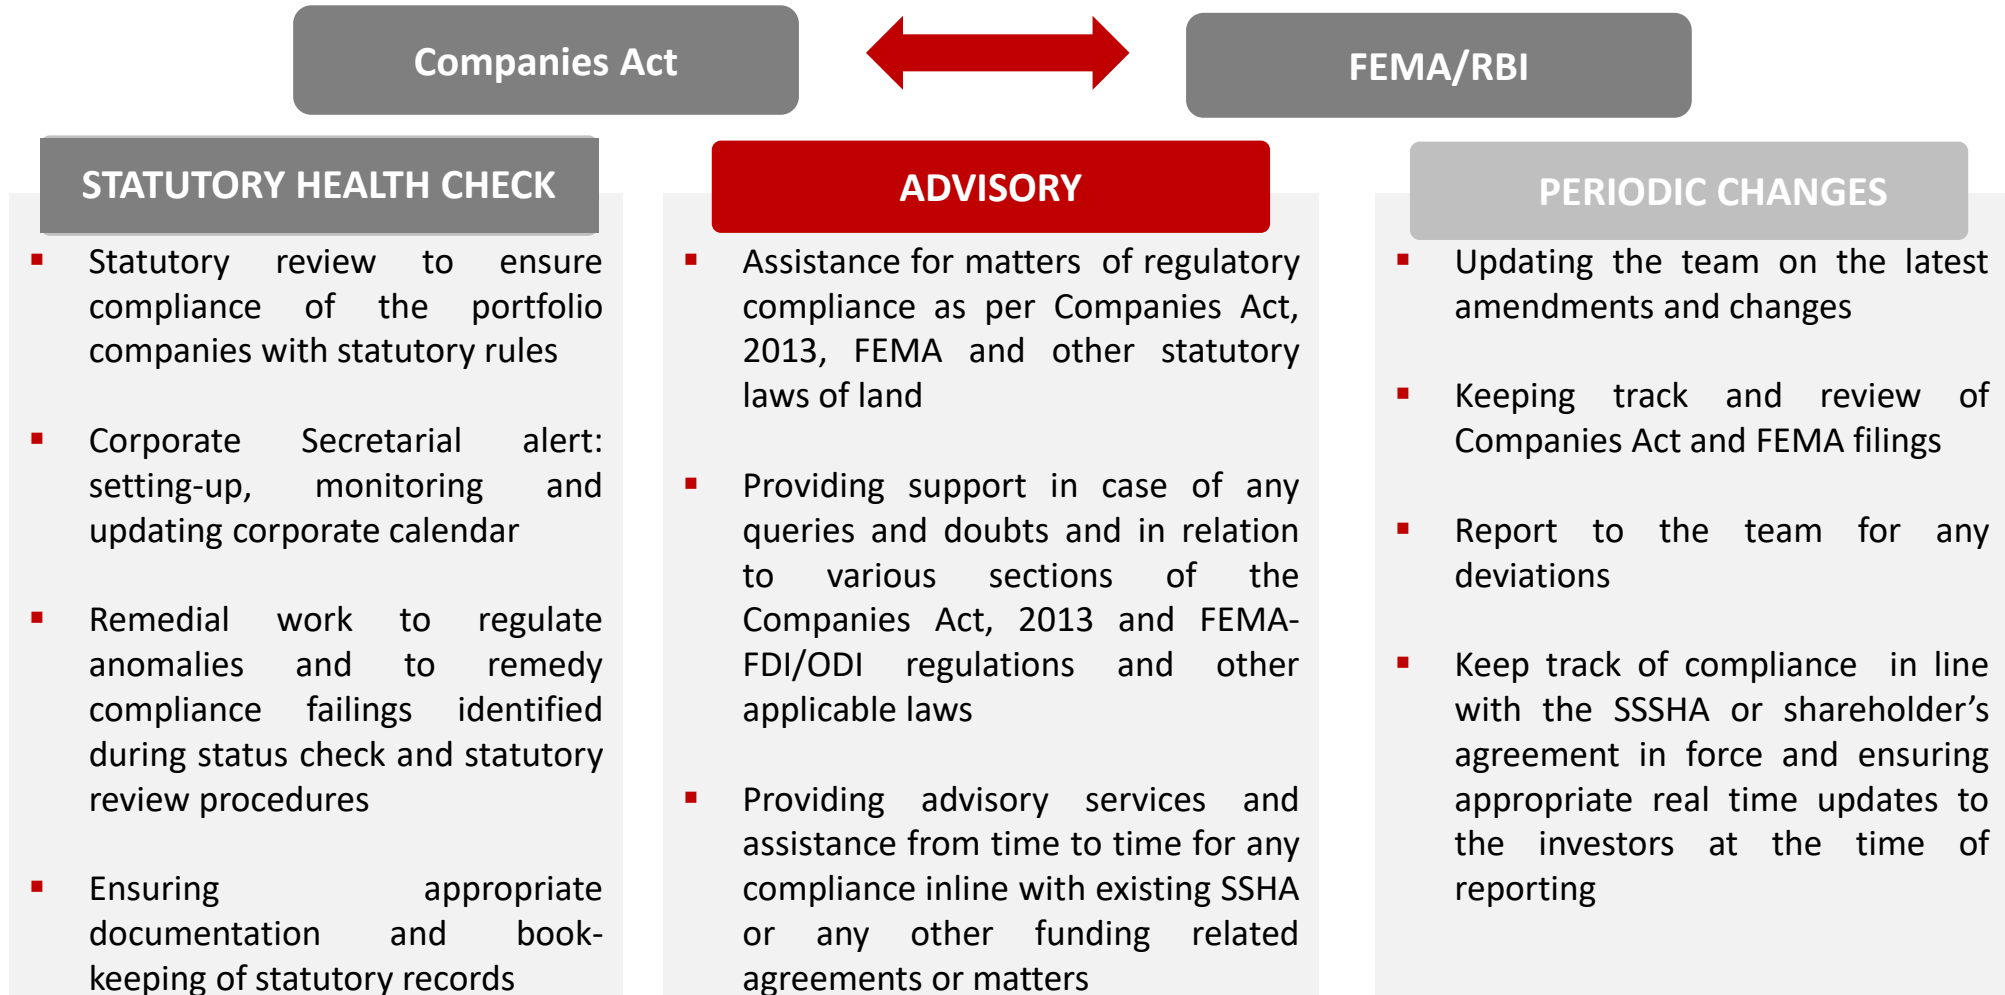 Companies Act
FEMA/RBI
STATUTORY HEALTH CHECK
▪ Statutory review to ensure
compliance of the portfolio
companies with statutory rules
▪ Corporate Secretarial alert:
setting-up, monitoring and
updating corporate calendar
▪ Remedial work to regulate
anomalies and to remedy
compliance failings identified
during status check and statutory
review procedures
▪ Ensuring appropriate
documentation and book-
keeping of statutory records
ADVISORY
▪ Assistance for matters of regulatory
compliance as per Companies Act,
2013, FEMA and other statutory
laws of land
▪ Providing support in case of any
queries and doubts and in relation
to various sections of the
Companies Act, 2013 and FEMA-
FDI/ODI regulations and other
applicable laws
▪ Providing advisory services and
assistance from time to time for any
compliance inline with existing SSHA
or any other funding related
agreements or matters
PERIODIC CHANGES
▪ Updating the team on the latest
amendments and changes
▪ Keeping track and review of
Companies Act and FEMA filings
▪ Report to the team for any
deviations
▪ Keep track of compliance in line
with the SSSHA or shareholder’s
agreement in force and ensuring
appropriate real time updates to
the investors at the time of
reporting